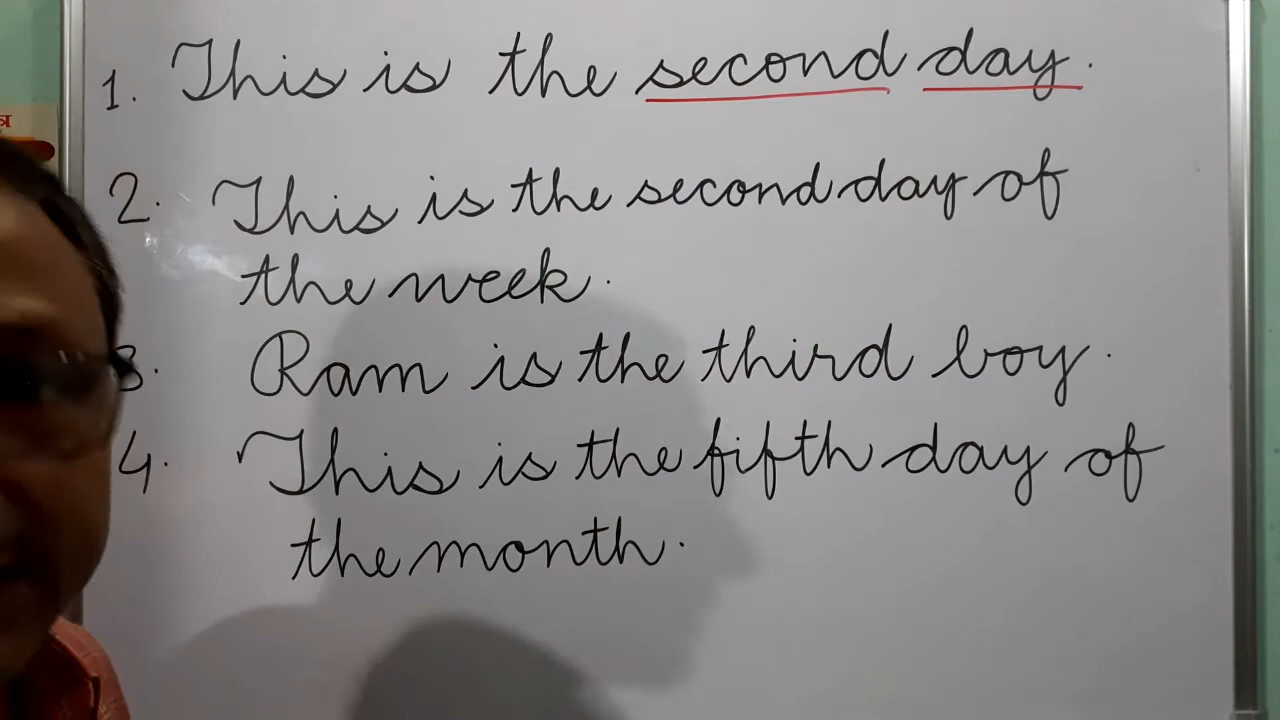 त्र
1. This is the second day.
2. This is the second day of
the week.
3. Ram is the third boy.
4. This is the fifth day of
the month.